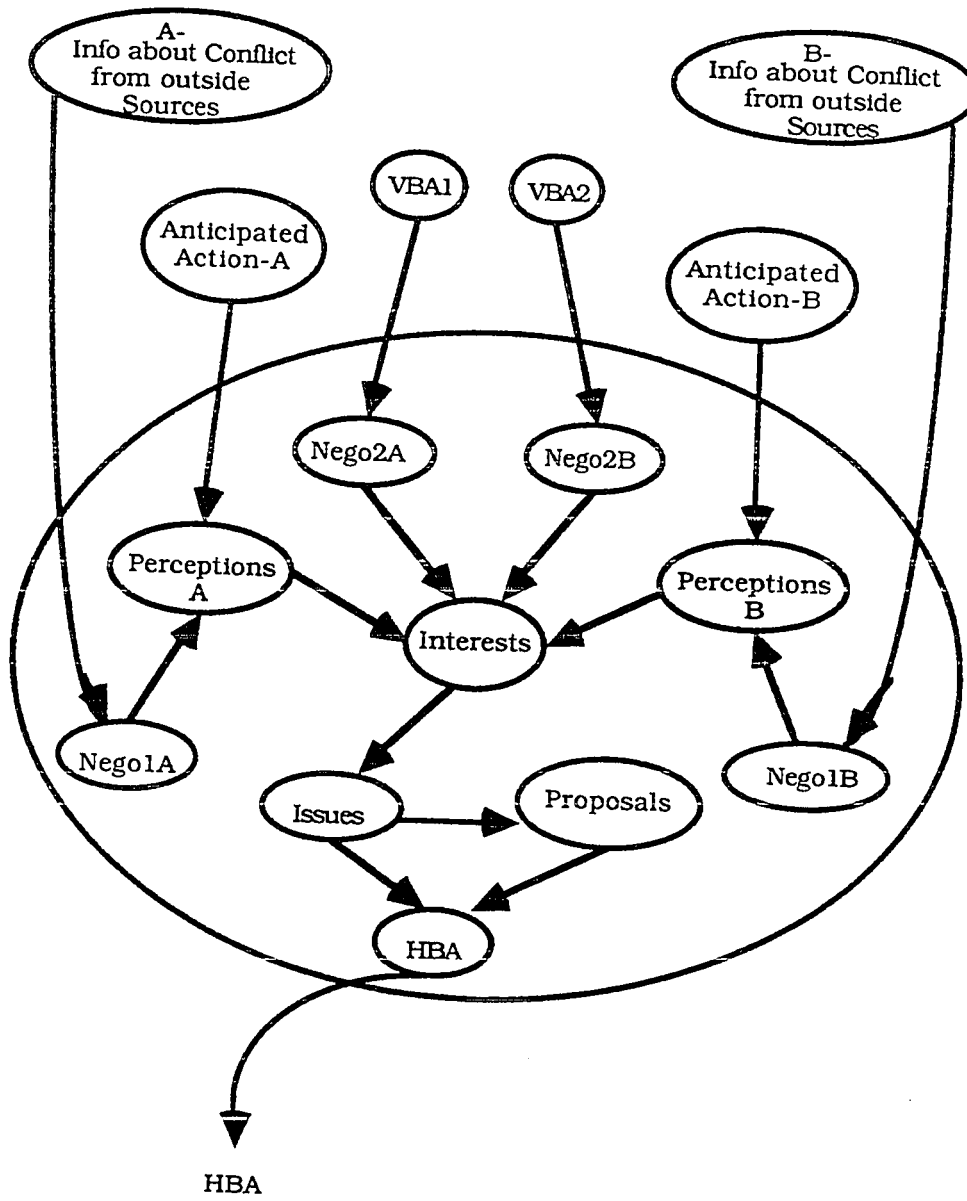 A-
Info about Conflict
from outside
Sources
B-
Info about Conflict
from outside
Sources
VBA1
VBA2
Anticipated
Action-A
Anticipated
Action-B
Nego2A
Nego2B
Perceptions
A
Perceptions
B
Interests
Nego1A
Nego1B
Issues
Proposals
HBA
HBA